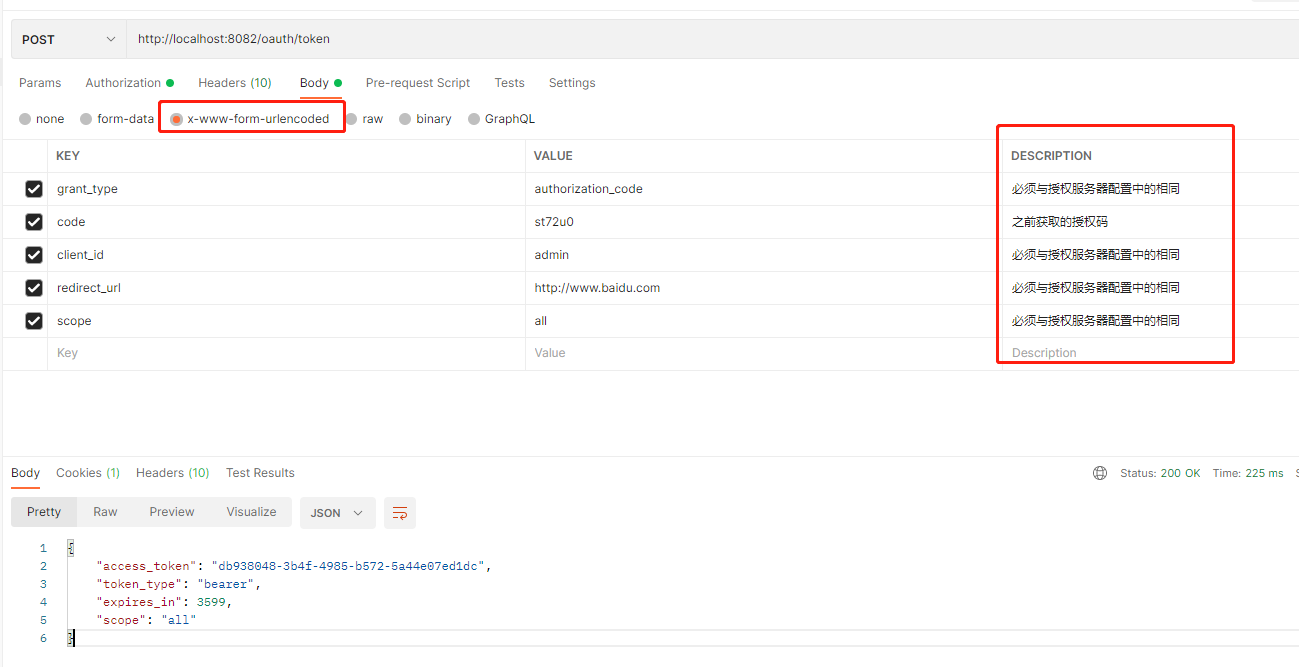 POST http://localhost:8082/oauth/token
Params Authorization Headers (10) Body Pre-request Script Tests Settings
none form-data x-www-form-urlencoded raw binary GraphQL
KEY VALUE DESCRIPTION
grant_type authorization_code 必须与授权服务器配置中的相同
code st72u0 之前获取的授权码
client_id admin 必须与授权服务器配置中的相同
redirect_url http://www.baidu.com 必须与授权服务器配置中的相同
scope all 必须与授权服务器配置中的相同
Key Value Description
Body Cookies (1) Headers (10) Test Results Status: 200 OK Time: 225 ms
Pretty Raw Preview Visualize JSON
1 {
2 "access_token": "db938048-3b4f-4985-b572-5a44e07ed1dc",
3 "token_type": "bearer",
4 "expires_in": 3599,
5 "scope": "all"
6 }